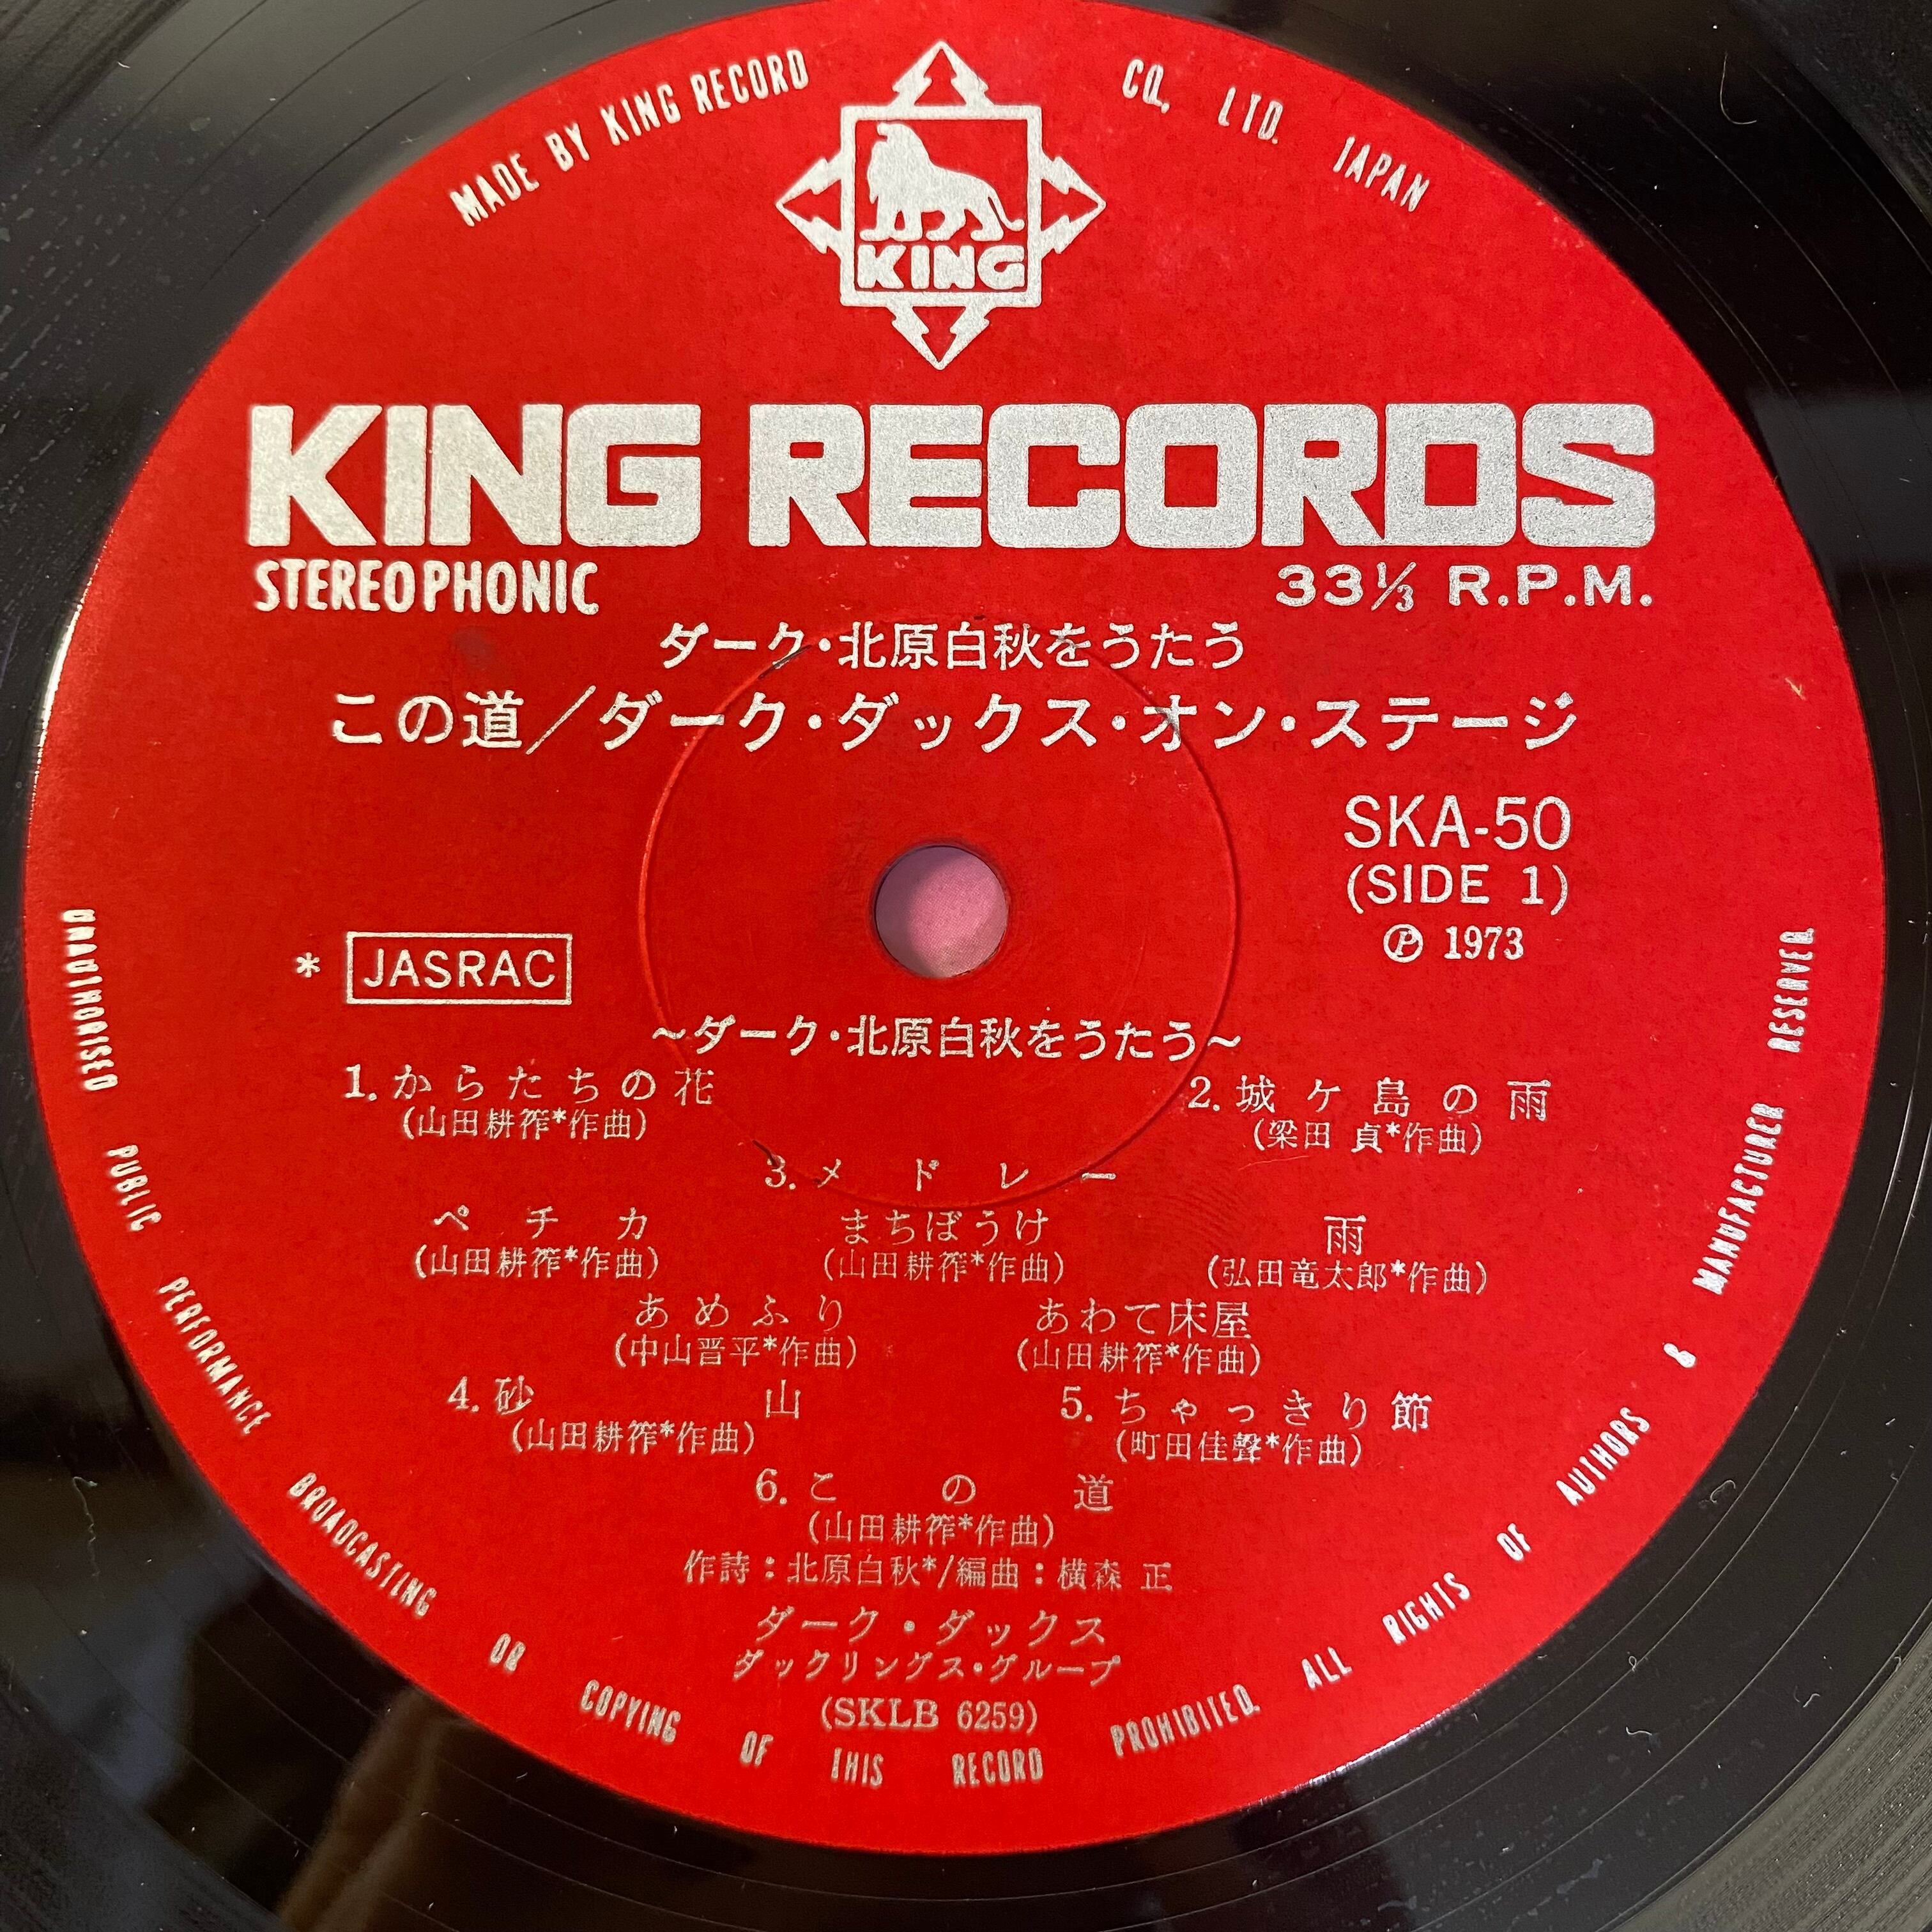 MADE BY KING RECORD CO. LTD. JAPAN
KING
KING RECORDS
STEREOPHONIC
33⅓ R.P.M.
ダーク・北原白秋をうたう
この道／ダーク・ダックス・オン・ステージ
SKA-50
(SIDE 1)
Ⓟ 1973
* JASRAC
~ダーク・北原白秋をうたう~
1. からたちの花 2. 城ケ島の雨
(山田耕筰*作曲) (梁田 貞*作曲)
3. メドレー
ペチカ まちぼうけ 雨
(山田耕筰*作曲) (山田耕筰*作曲) (弘田竜太郎*作曲)
あめふり あわて床屋
(中山晋平*作曲) (山田耕筰*作曲)
4. 砂山 5. ちゃっきり節
(山田耕筰*作曲) (町田佳聲*作曲)
6. この道
(山田耕筰*作曲)
作詩：北原白秋*/編曲：横森 正
ダーク・ダックス
ダックリングス・グループ
(SKLB 6259)
UNAUTHORISED PUBLIC PERFORMANCE BROADCASTING OR COPYING OF THIS RECORD PROHIBITED. ALL RIGHTS OF AUTHORS & MANUFACTURER RESERVED.